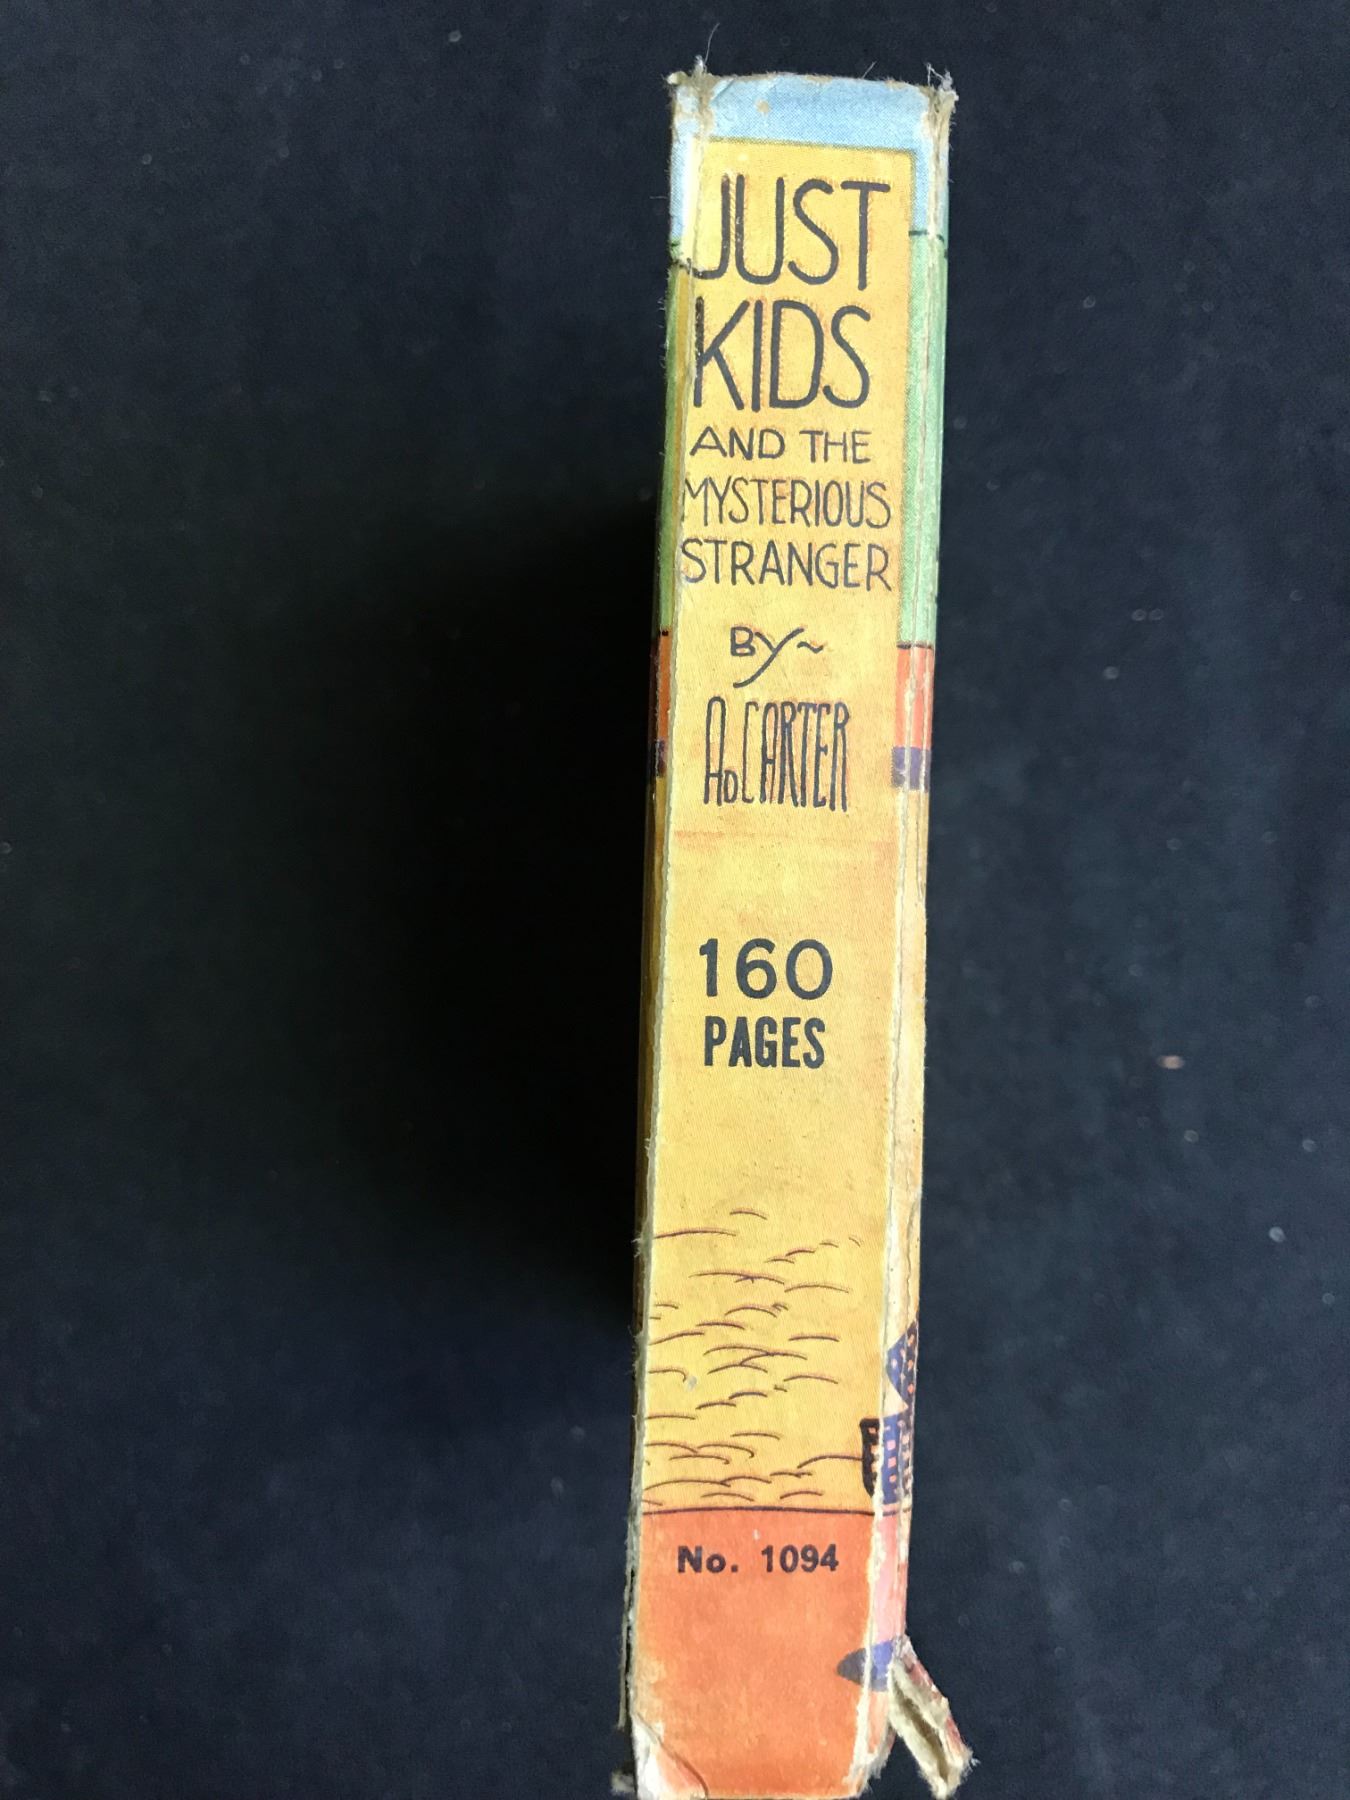 JUST
KIDS
AND THE
MYSTERIOUS
STRANGER
BY~
AD CARTER
160
PAGES
No. 1094